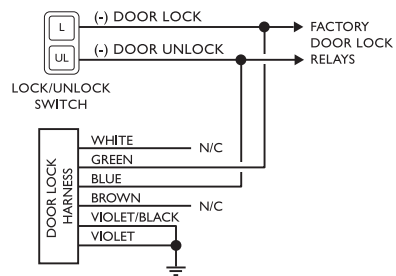 L
(-) DOOR LOCK
FACTORY
DOOR LOCK
RELAYS
UL
(-) DOOR UNLOCK
LOCK/UNLOCK
SWITCH
DOOR LOCK
HARNESS
WHITE
N/C
GREEN
BLUE
BROWN
N/C
VIOLET/BLACK
VIOLET